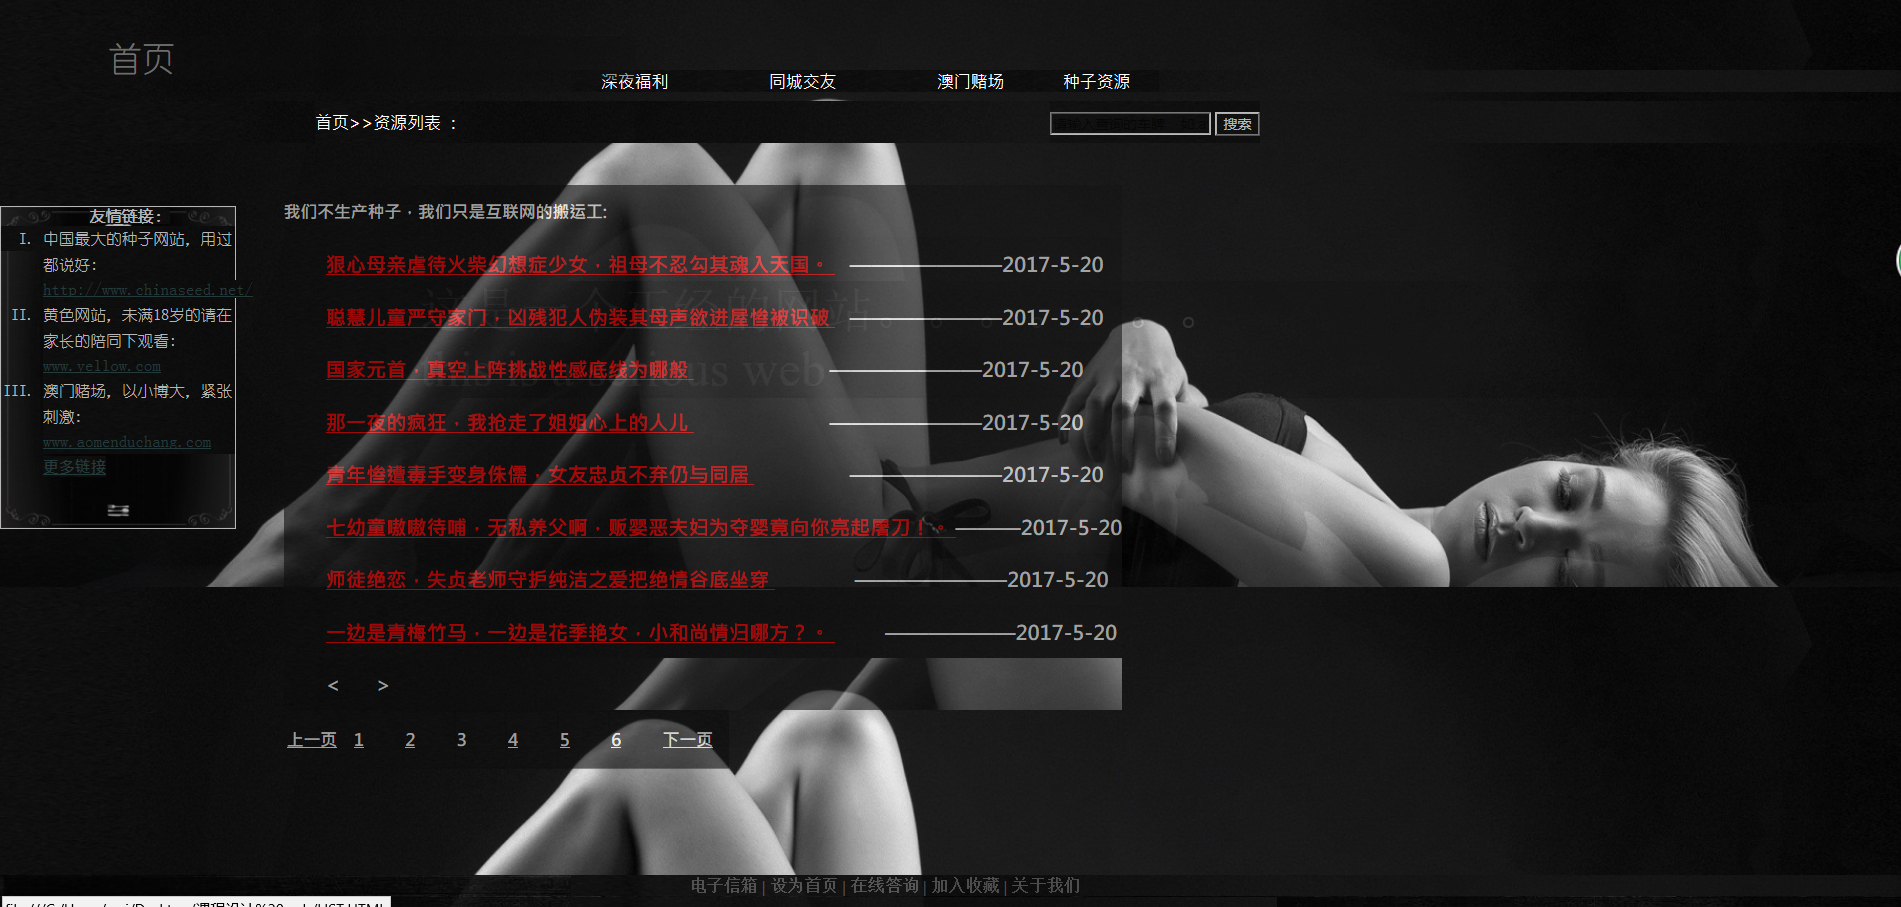 首页
深夜福利 同城交友 澳门赌场 种子资源
首页>>资源列表 ：
搜索
友情链接：
I. 中国最大的种子网站，用过
都说好：
http://www.chinaseed.net/
II. 黄色网站，未满18岁的请在
家长的陪同下观看：
www.yellow.com
III. 澳门赌场，以小博大，紧张
刺激：
www.aomenduchang.com
更多链接
我们不生产种子，我们只是互联网的搬运工:
狠心母亲虐待火柴幻想症少女，祖母不忍勾其魂入天国。 ————————2017-5-20
这是一个正经的网站。。。。。。
聪慧儿童严守家门，凶残犯人伪装其母声欲进屋惨被识破 ————————2017-5-20
this is a serious web
国家元首，真空上阵挑战性感底线为哪般 ————————2017-5-20
那一夜的疯狂，我抢走了姐姐心上的人儿 ————————2017-5-20
青年惨遭毒手变身侏儒，女友忠贞不弃仍与同居 ————————2017-5-20
七幼童嗷嗷待哺，无私养父啊，贩婴恶夫妇为夺婴竟向你亮起屠刀！。 ———2017-5-20
师徒绝恋，失贞老师守护纯洁之爱把绝情谷底坐穿 ————————2017-5-20
一边是青梅竹马，一边是花季艳女，小和尚情归哪方？。 ———————2017-5-20
< >
上一页 1 2 3 4 5 6 下一页
电子信箱 | 设为首页 | 在线答询 | 加入收藏 | 关于我们